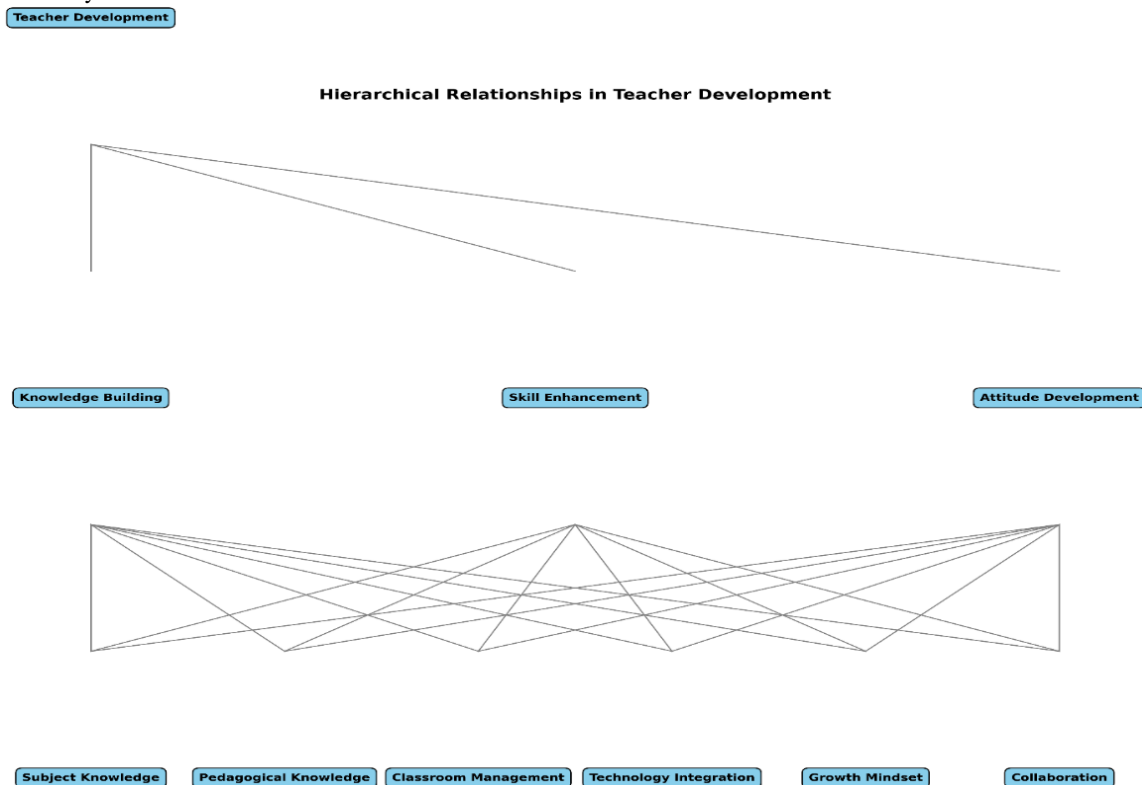 Teacher Development
Hierarchical Relationships in Teacher Development
Knowledge Building
Skill Enhancement
Attitude Development
Subject Knowledge
Pedagogical Knowledge
Classroom Management
Technology Integration
Growth Mindset
Collaboration